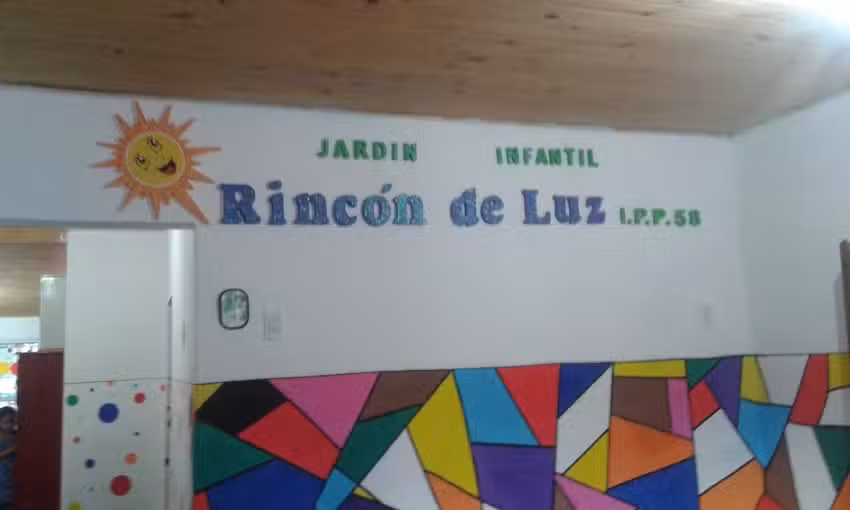 JARDIN INFANTIL
Rincón de Luz I.P.P.58